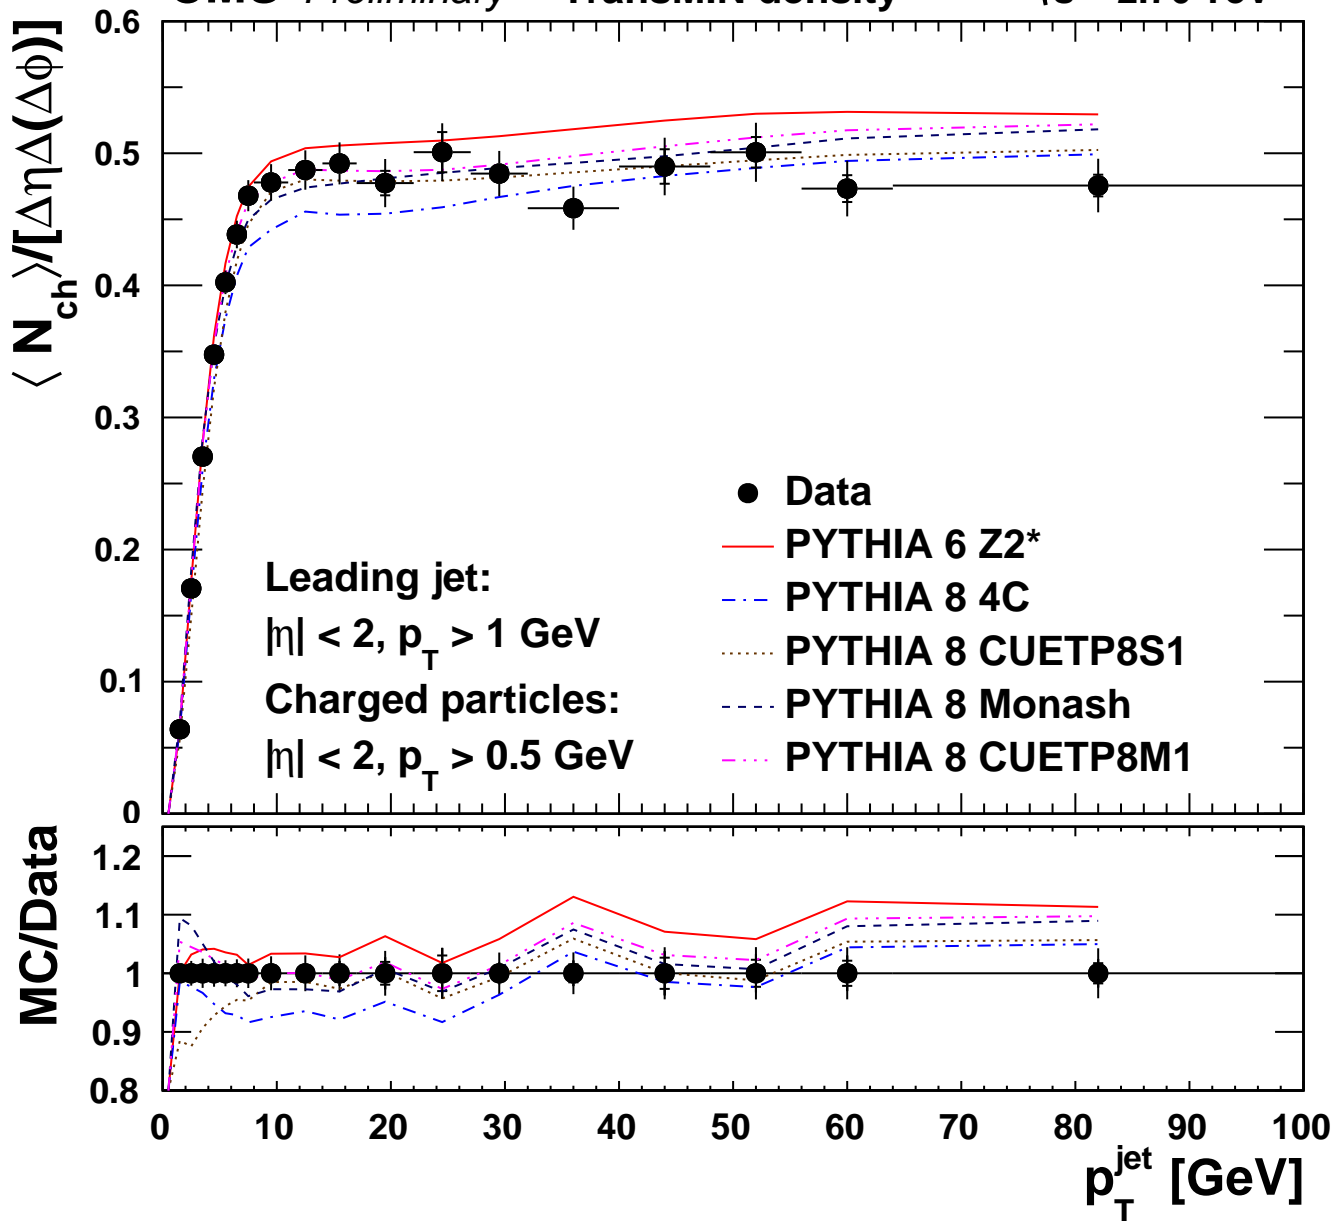 Preliminary TransMIN density
0.6
0.5
0.4
0.3
0.2
0.1
0
⟨ N_ch ⟩/[ΔηΔ(Δϕ)]
Data
PYTHIA 6 Z2*
PYTHIA 8 4C
PYTHIA 8 CUETP8S1
PYTHIA 8 Monash
PYTHIA 8 CUETP8M1
Leading jet:
|η| < 2, p_T > 1 GeV
Charged particles:
|η| < 2, p_T > 0.5 GeV
1.2
1.1
1
0.9
0.8
MC/Data
0 10 20 30 40 50 60 70 80 90 100
p_T^jet [GeV]